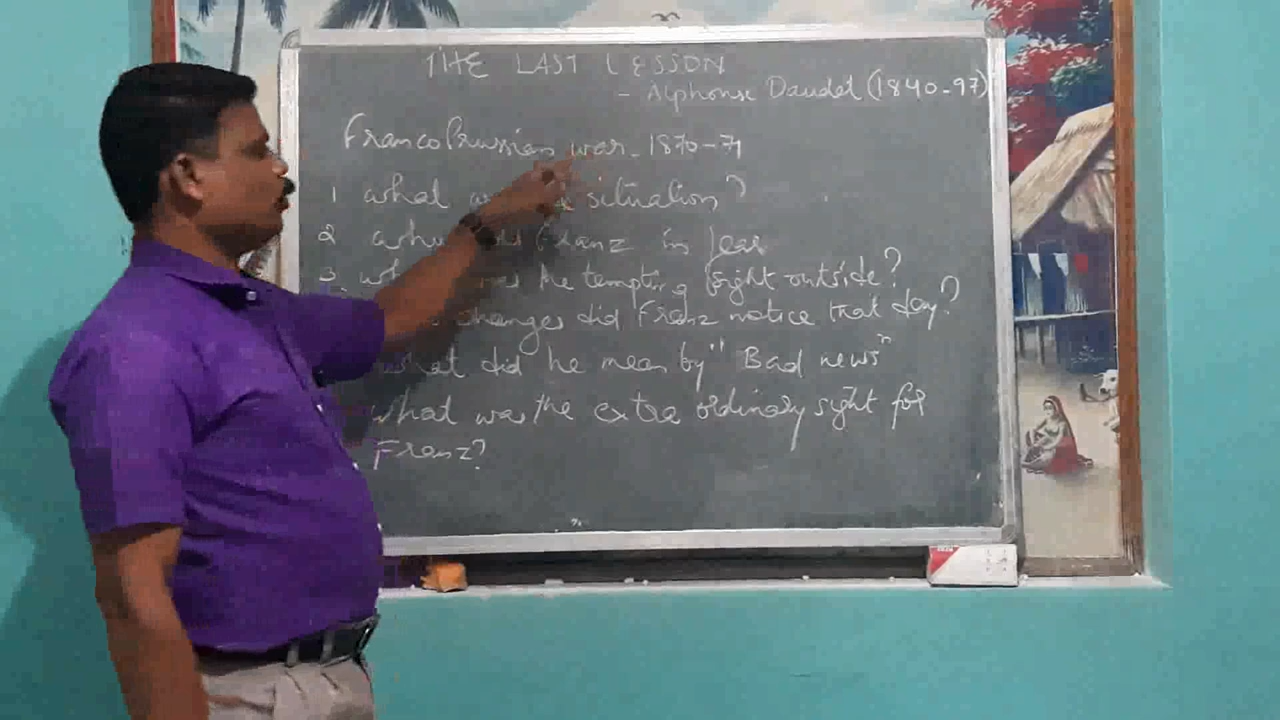 THE LAST LESSON
- Alphonse Daudet (1840-97)
Franco Prussian war - 1870-71
1 what situation?
2 Franz in fear
3. the tempting sight outside?
changes did Franz notice that day?
What did he mean by "Bad news"
What was the extra ordinary sight for
Franz?